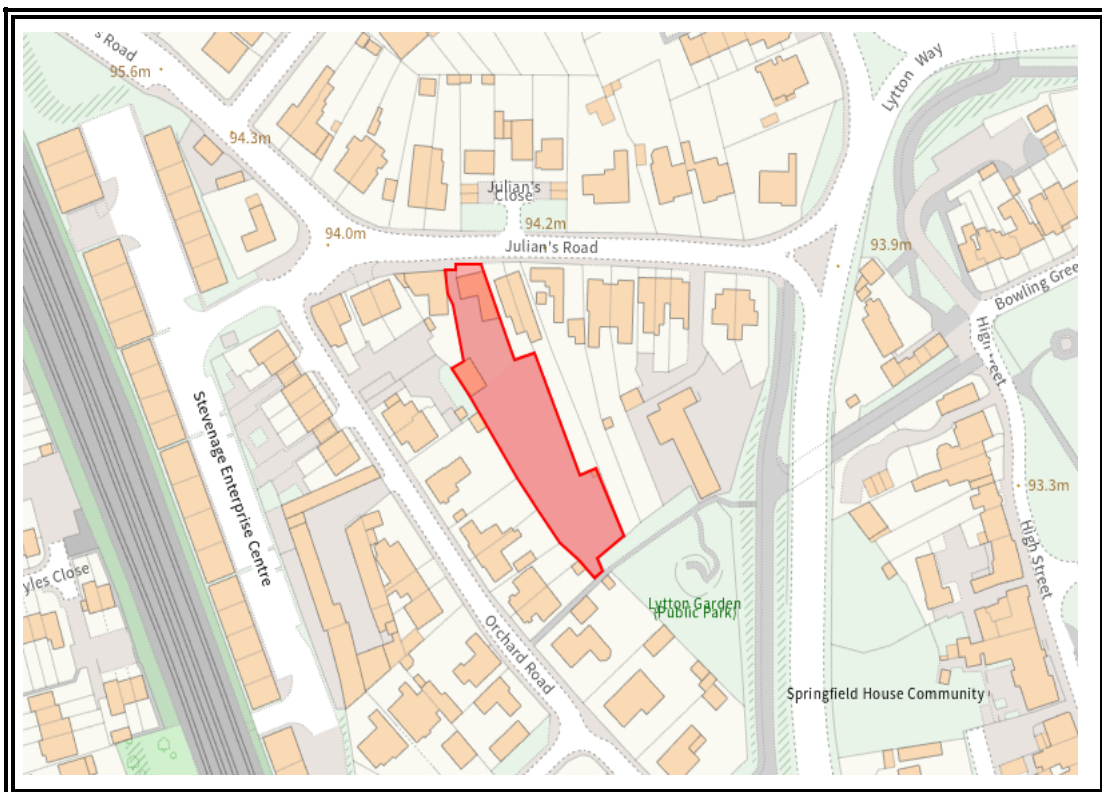 s Road
95.6m
Lytton Way
94.3m
Julian's
Close
94.2m
94.0m
Julian's Road
93.9m
Bowling Gree
High Street
Stevenage Enterprise Centre
93.3m
High Street
yles Close
Lytton Garden
(Public Park)
Orchard Road
Springfield House Community